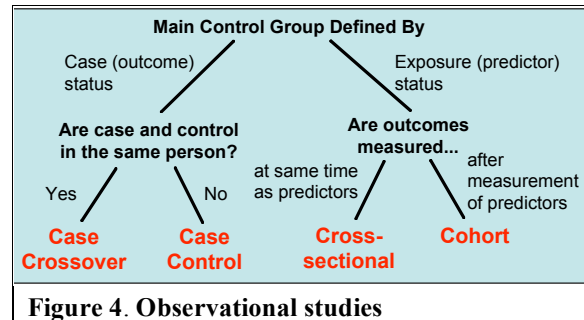 Main Control Group Defined By
Case (outcome)
status
Exposure (predictor)
status
Are case and control
in the same person?
Are outcomes
measured...
Yes
No
at same time
as predictors
after
measurement
of predictors
Case
Crossover
Case
Control
Cross-
sectional
Cohort
Figure 4. Observational studies